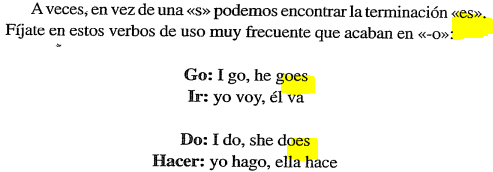 A veces, en vez de una «s» podemos encontrar la terminación «es».
Fíjate en estos verbos de uso muy frecuente que acaban en «-o»:
Go: I go, he goes
Ir: yo voy, él va
Do: I do, she does
Hacer: yo hago, ella hace